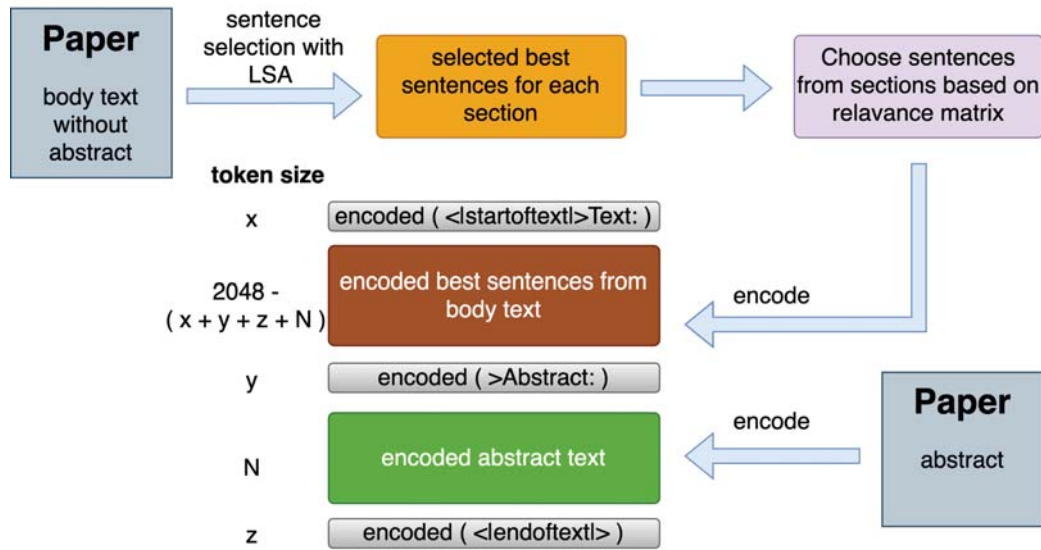 Paper
body text
without
abstract
sentence
selection with
LSA
selected best
sentences for each
section
Choose sentences
from sections based on
relavance matrix
token size
x
encoded ( <|startoftext|>Text: )
2048 -
( x + y + z + N )
encoded best sentences from
body text
encode
y
encoded ( >Abstract: )
N
encoded abstract text
encode
Paper
abstract
z
encoded ( <|endoftext|> )